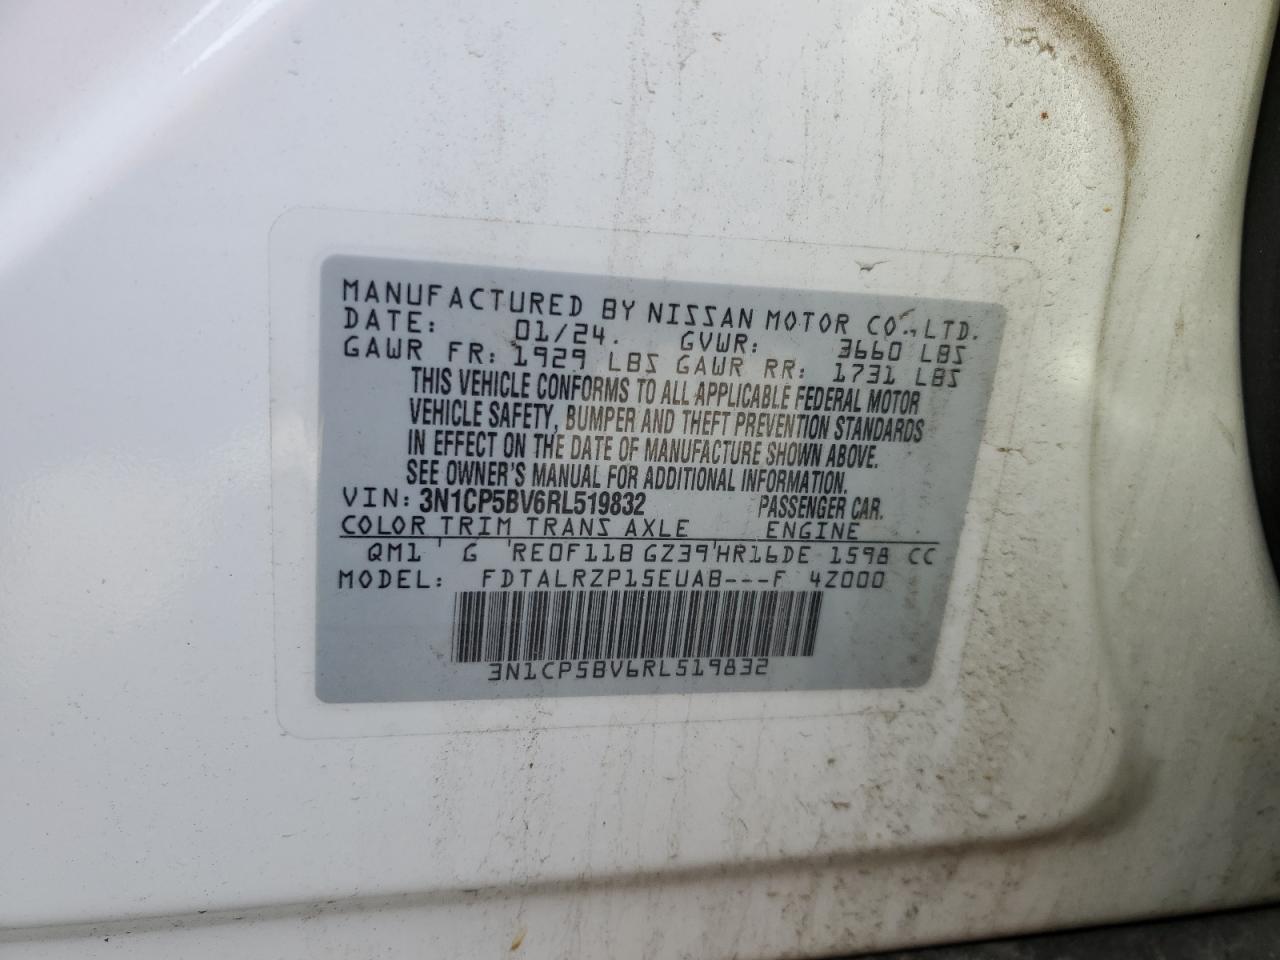 MANUFACTURED BY NISSAN MOTOR CO., LTD.
DATE: 01/24. GVWR: 3660 LBS
GAWR FR: 1929 LBS GAWR RR: 1731 LBS
THIS VEHICLE CONFORMS TO ALL APPLICABLE FEDERAL MOTOR
VEHICLE SAFETY, BUMPER AND THEFT PREVENTION STANDARDS
IN EFFECT ON THE DATE OF MANUFACTURE SHOWN ABOVE.
SEE OWNER'S MANUAL FOR ADDITIONAL INFORMATION.
VIN: 3N1CP5BV6RL519832 PASSENGER CAR.
COLOR TRIM TRANS AXLE ENGINE
QM1 ' G 'RE0F11B GZ39'HR16DE 1598 CC
MODEL: FDTALRZP15EUAB---F 4Z000
3N1CP5BV6RL519832